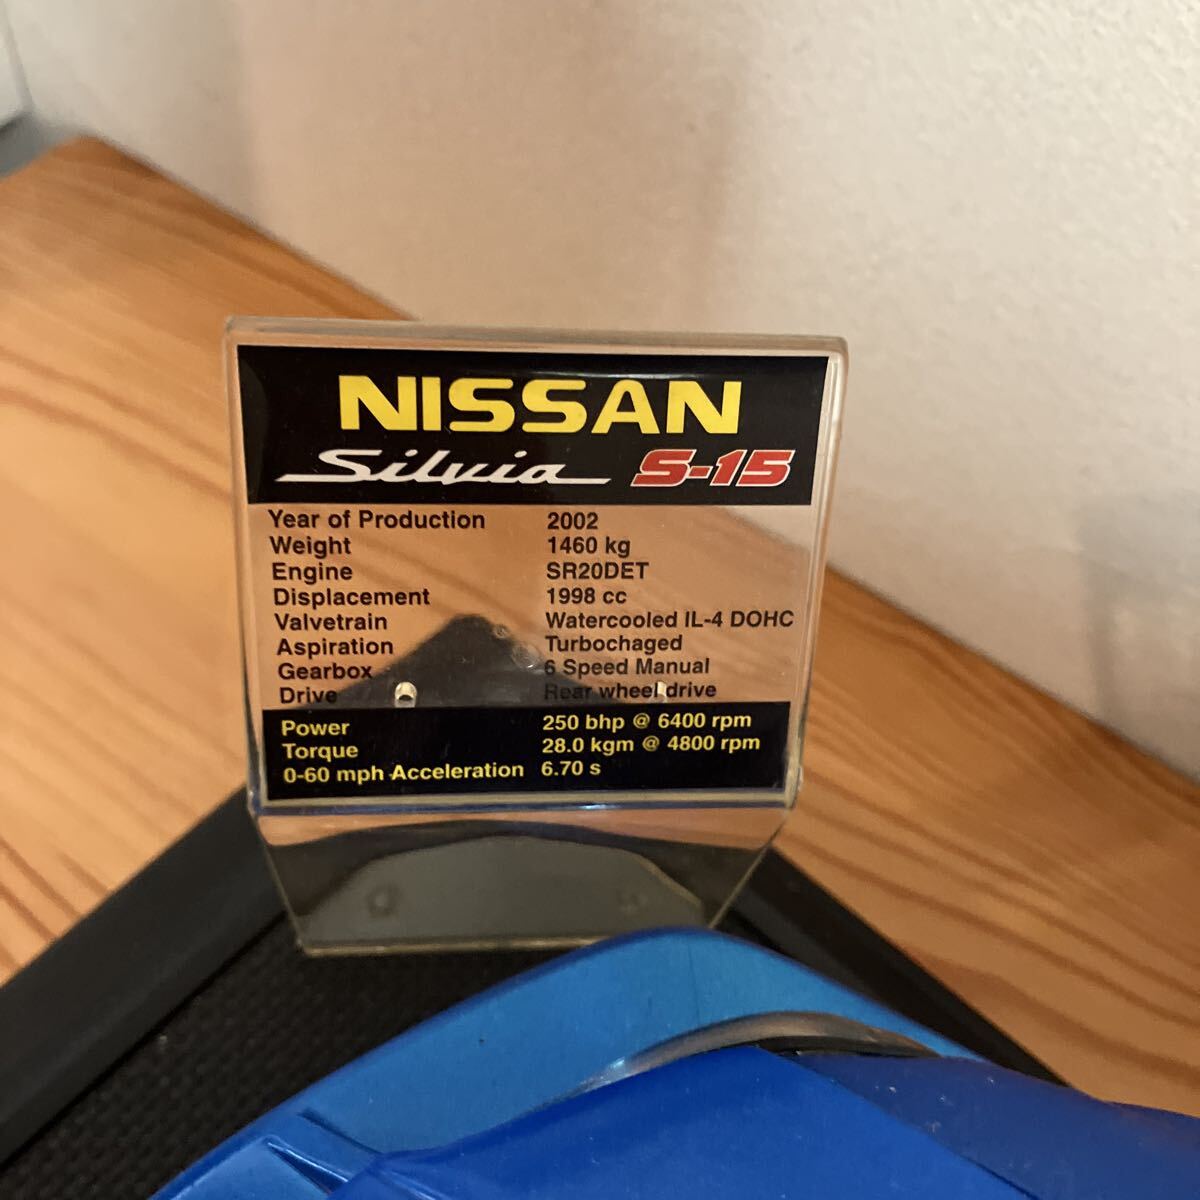 NISSAN
Silvia S-15
Year of Production 2002
Weight 1460 kg
Engine SR20DET
Displacement 1998 cc
Valvetrain Watercooled IL-4 DOHC
Aspiration Turbochaged
Gearbox 6 Speed Manual
Drive Rear wheel drive
Power 250 bhp @ 6400 rpm
Torque 28.0 kgm @ 4800 rpm
0-60 mph Acceleration 6.70 s